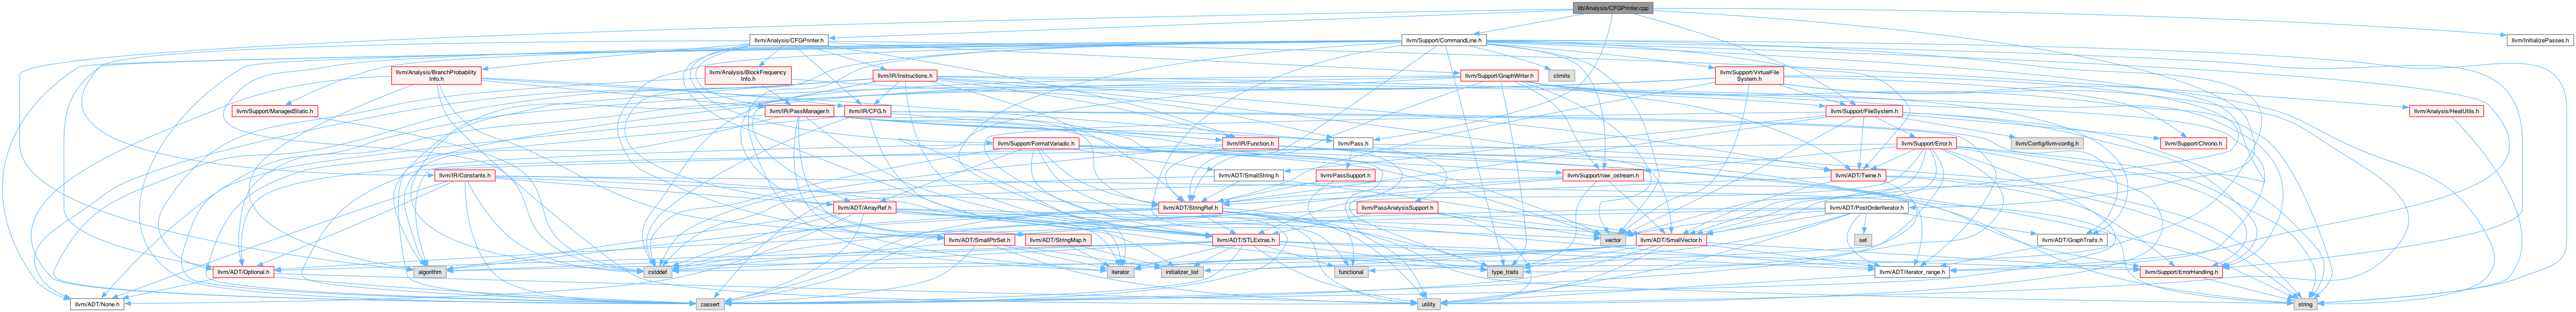 lib/Analysis/CFGPrinter.cpp
llvm/Analysis/CFGPrinter.h
llvm/Support/CommandLine.h
llvm/InitializePasses.h
llvm/Analysis/BranchProbability
Info.h
llvm/Analysis/BlockFrequency
Info.h
llvm/IR/Instructions.h
llvm/Support/GraphWriter.h
climits
llvm/Support/VirtualFile
System.h
llvm/Support/ManagedStatic.h
llvm/IR/PassManager.h
llvm/IR/CFG.h
llvm/Support/FileSystem.h
llvm/Analysis/HeatUtils.h
llvm/Support/FormatVariadic.h
llvm/IR/Function.h
llvm/Pass.h
llvm/Support/Error.h
llvm/Config/llvm-config.h
llvm/Support/Chrono.h
llvm/IR/Constants.h
llvm/ADT/SmallString.h
llvm/PassSupport.h
llvm/Support/raw_ostream.h
llvm/ADT/Twine.h
llvm/ADT/ArrayRef.h
llvm/ADT/StringRef.h
llvm/PassAnalysisSupport.h
llvm/ADT/PostOrderIterator.h
llvm/ADT/SmallPtrSet.h
llvm/ADT/StringMap.h
llvm/ADT/STLExtras.h
vector
llvm/ADT/SmallVector.h
set
llvm/ADT/GraphTraits.h
llvm/ADT/Optional.h
algorithm
cstddef
iterator
initializer_list
functional
type_traits
llvm/ADT/iterator_range.h
llvm/Support/ErrorHandling.h
llvm/ADT/None.h
cassert
utility
string